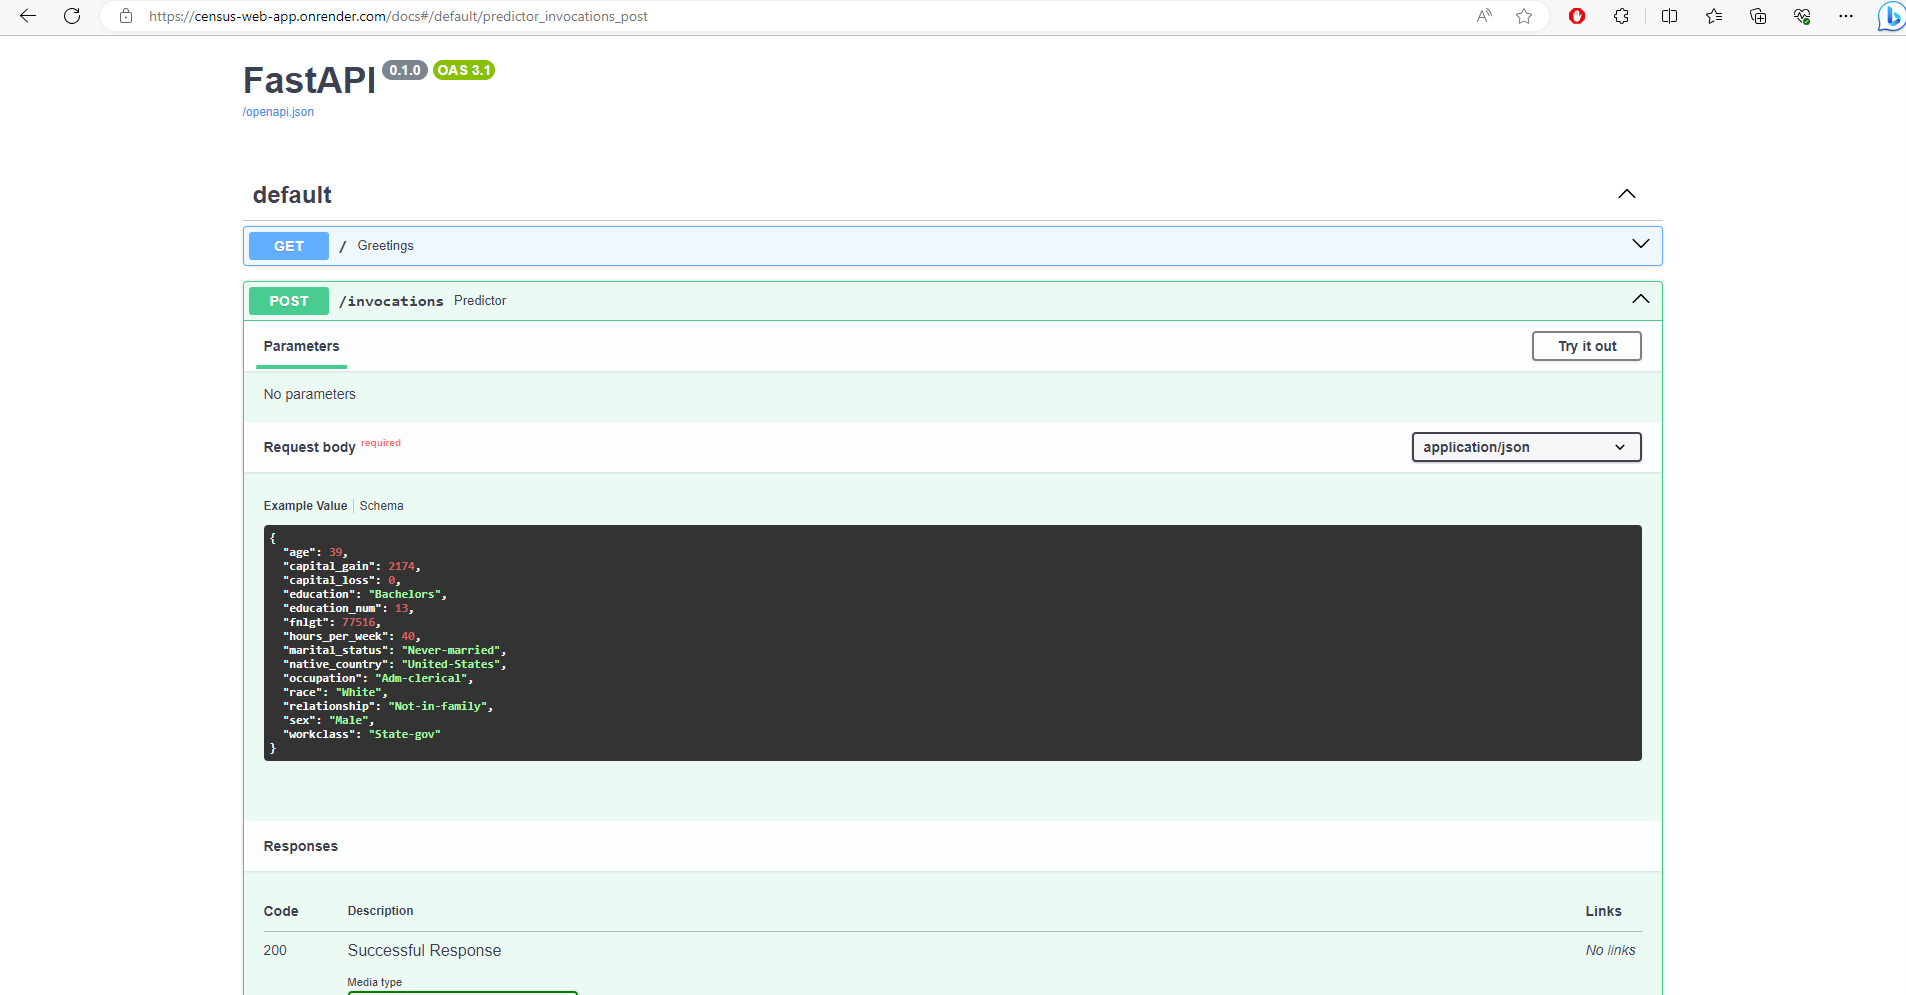 https://census-web-app.onrender.com/docs#/default/predictor_invocations_post
FastAPI 0.1.0 OAS 3.1
/openapi.json
default
GET / Greetings
POST /invocations Predictor
Parameters Try it out
No parameters
Request body required application/json
Example Value Schema
{
"age": 39,
"capital_gain": 2174,
"capital_loss": 0,
"education": "Bachelors",
"education_num": 13,
"fnlgt": 77516,
"hours_per_week": 40,
"marital_status": "Never-married",
"native_country": "United-States",
"occupation": "Adm-clerical",
"race": "White",
"relationship": "Not-in-family",
"sex": "Male",
"workclass": "State-gov"
}
Responses
Code Description Links
200 Successful Response No links
Media type